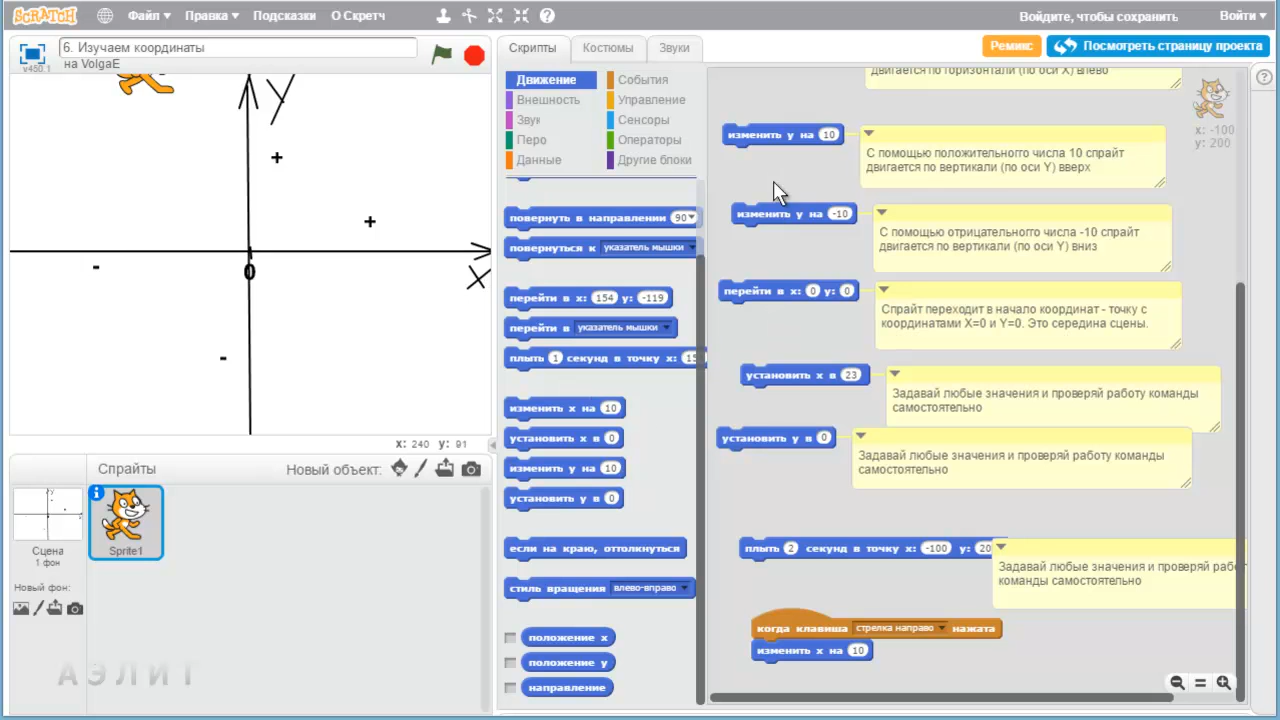 SCRATCH
Файл
Правка
Подсказки
О Скретч
Войдите, чтобы сохранить
Войти
6. Изучаем координаты
на VolgaE
v450.1
Скрипты
Костюмы
Звуки
Ремикс
Посмотреть страницу проекта
Движение
События
Внешность
Управление
Звук
Сенсоры
Перо
Операторы
Данные
Другие блоки
y
+
+
-
0
X
-
x: 240 y: 91
повернуть в направлении 90
повернуться к указатель мышки
перейти в x: 154 y: -119
перейти в указатель мышки
плыть 1 секунд в точку x: 15
изменить x на 10
установить x в 0
изменить y на 10
установить y в 0
если на краю, оттолкнуться
стиль вращения влево-вправо
положение x
положение y
направление
двигается по горизонтали (по оси X) влево
x: -100
y: 200
изменить y на 10
С помощью положительного числа 10 спрайт
двигается по вертикали (по оси Y) вверх
изменить y на -10
С помощью отрицательного числа -10 спрайт
двигается по вертикали (по оси Y) вниз
перейти в x: 0 y: 0
Спрайт переходит в начало координат - точку с
координатами X=0 и Y=0. Это середина сцены.
установить x в 23
Задавай любые значения и проверяй работу команды
самостоятельно
установить y в 0
Задавай любые значения и проверяй работу команды
самостоятельно
плыть 2 секунд в точку x: -100 y: 20
Задавай любые значения и проверяй рабо
команды самостоятельно
когда клавиша стрелка направо нажата
изменить x на 10
Спрайты
Новый объект:
Sprite1
Сцена
1 фон
Новый фон:
АЭЛИТ